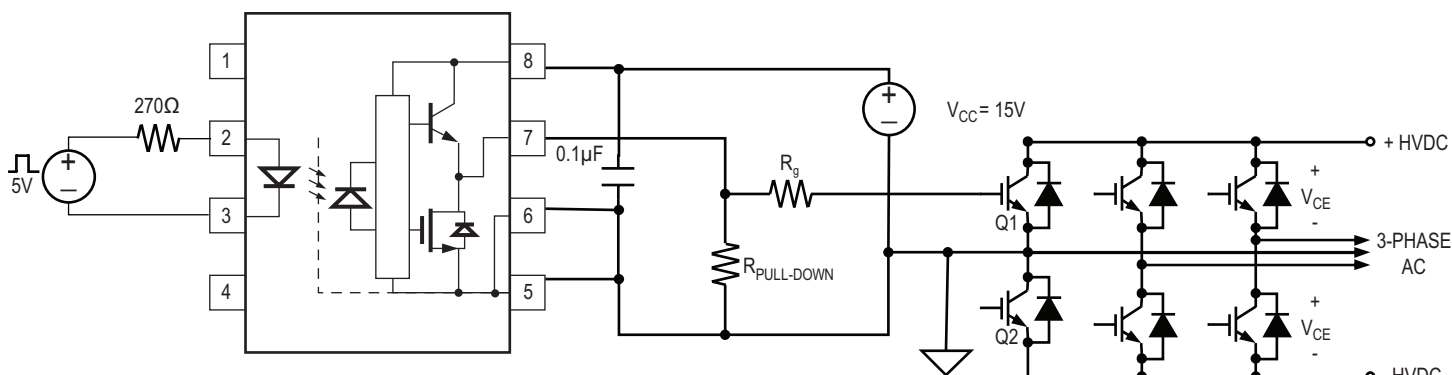 1
8
270Ω
+
2
7
V_CC = 15V
+
−
+ HVDC
0.1µF
R_g
5V
+
−
+
V_CE
-
3
6
Q1
3-PHASE
AC
R_PULL-DOWN
4
5
Q2
+
V_CE
-